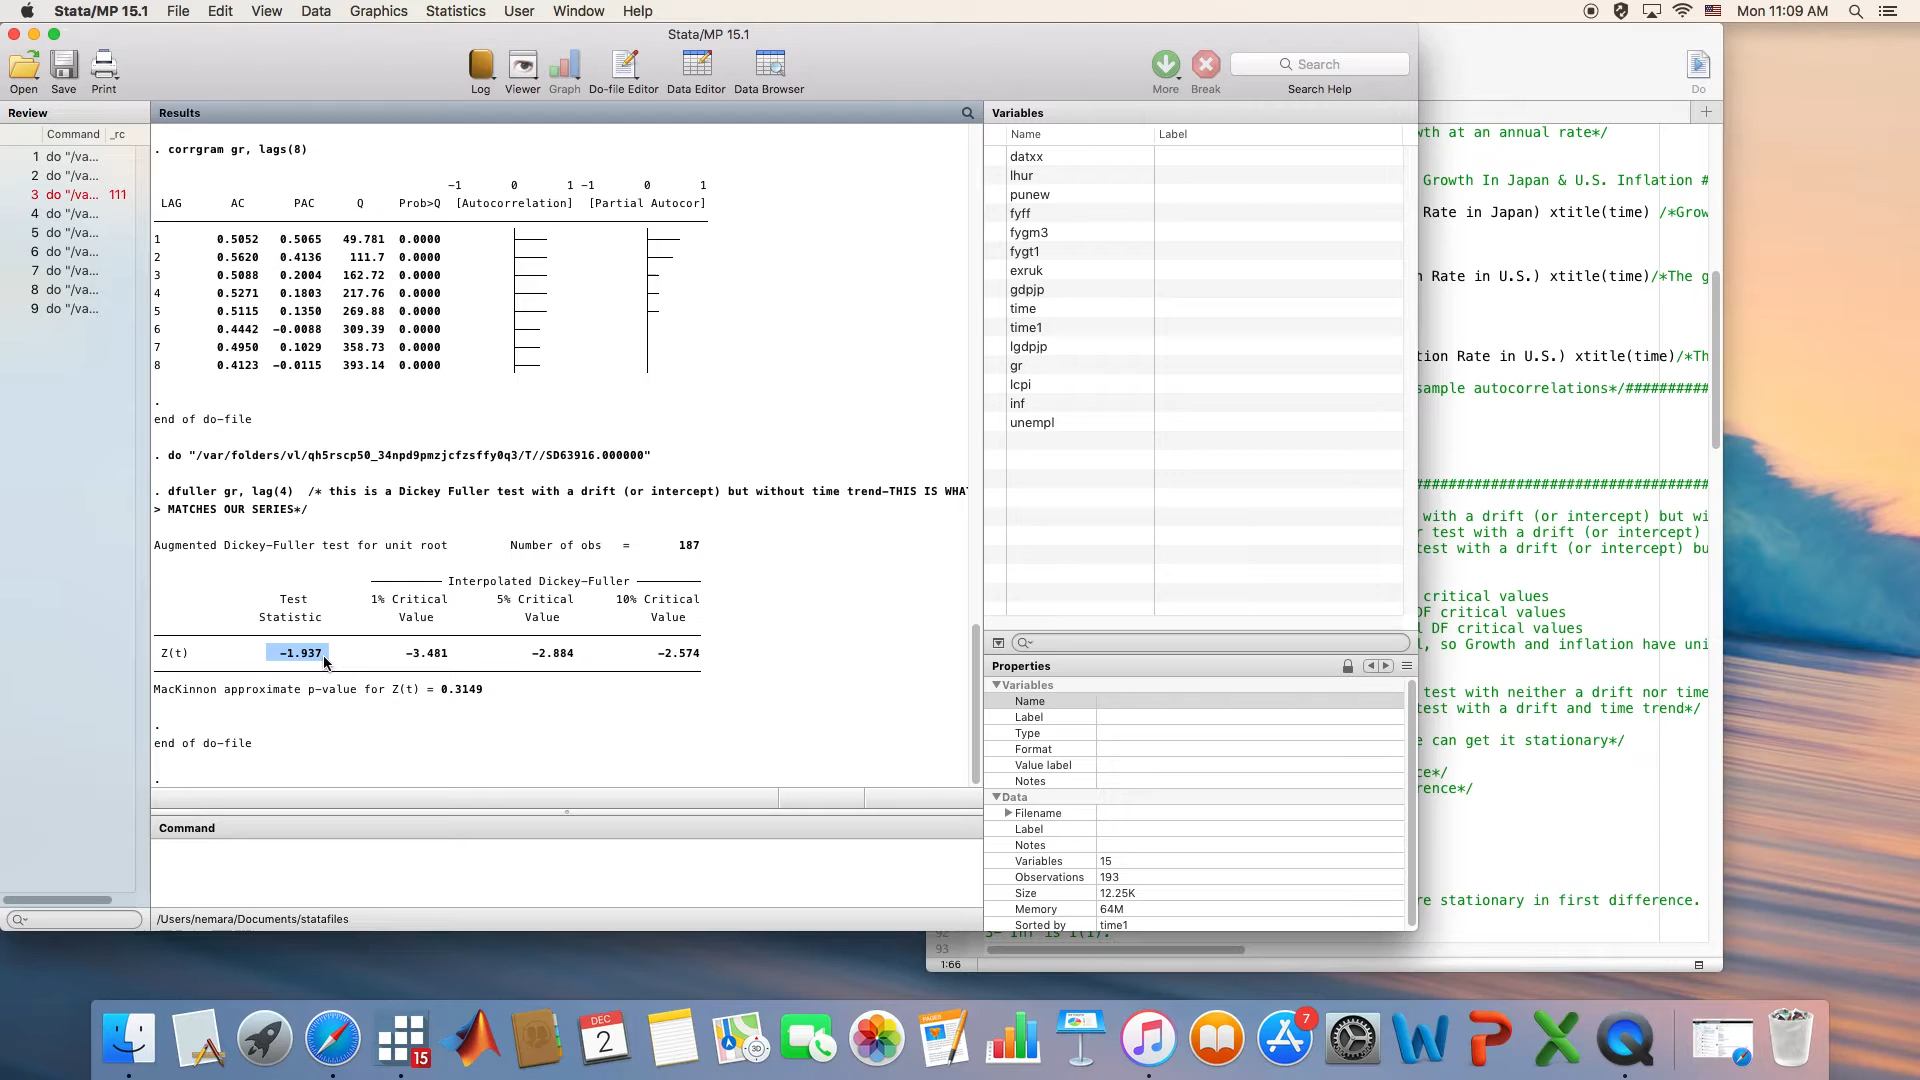 Stata/MP 15.1 File Edit View Data Graphics Statistics User Window Help Mon 11:09 AM
Stata/MP 15.1
Open Save Print Log Viewer Graph Do-file Editor Data Editor Data Browser More Break Search Search Help Do
Review
Command _rc
1 do "/va...
2 do "/va...
3 do "/va... 111
4 do "/va...
5 do "/va...
6 do "/va...
7 do "/va...
8 do "/va...
9 do "/va...
Results
. corrgram gr, lags(8)
-1 0 1 -1 0 1
LAG AC PAC Q Prob>Q [Autocorrelation] [Partial Autocor]
1 0.5052 0.5065 49.781 0.0000
2 0.5620 0.4136 111.7 0.0000
3 0.5088 0.2004 162.72 0.0000
4 0.5271 0.1803 217.76 0.0000
5 0.5115 0.1350 269.88 0.0000
6 0.4442 -0.0088 309.39 0.0000
7 0.4950 0.1029 358.73 0.0000
8 0.4123 -0.0115 393.14 0.0000
.
end of do-file
. do "/var/folders/vl/qh5rscp50_34npd9pmzjcfzsffy0q3/T//SD63916.000000"
. dfuller gr, lag(4) /* this is a Dickey Fuller test with a drift (or intercept) but without time trend-THIS IS WHAT
> MATCHES OUR SERIES*/
Augmented Dickey-Fuller test for unit root Number of obs = 187
Interpolated Dickey-Fuller
Test 1% Critical 5% Critical 10% Critical
Statistic Value Value Value
Z(t) -1.937 -3.481 -2.884 -2.574
MacKinnon approximate p-value for Z(t) = 0.3149
.
end of do-file
.
Command
/Users/nemara/Documents/statafiles
Variables
Name Label
datxx
lhur
punew
fyff
fygm3
fygt1
exruk
gdpjp
time
time1
lgdpjp
gr
lcpi
inf
unempl
Properties
Variables
Name
Label
Type
Format
Value label
Notes
Data
Filename
Label
Notes
Variables 15
Observations 193
Size 12.25K
Memory 64M
Sorted by time1
wth at an annual rate*/
Growth In Japan & U.S. Inflation #
Rate in Japan) xtitle(time) /*Grow
n Rate in U.S.) xtitle(time)/*The g
tion Rate in U.S.) xtitle(time)/*Th
sample autocorrelations*/##########
####################################
with a drift (or intercept) but wi
r test with a drift (or intercept)
test with a drift (or intercept) bu
critical values
DF critical values
l DF critical values
l, so Growth and inflation have uni
test with neither a drift nor time
test with a drift and time trend*/
e can get it stationary*/
ce*/
erence*/
re stationary in first difference.
92 3- inf is I(1).
93
1:66
15
DEC
2
3D
PAGES
7